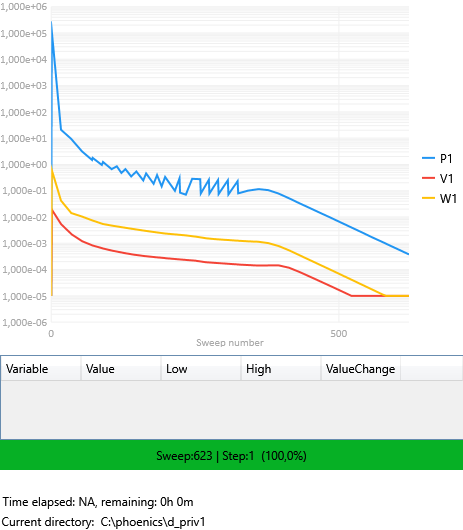 1,000e+06
1,000e+05
1,000e+04
1,000e+03
1,000e+02
1,000e+01
1,000e+00
1,000e-01
1,000e-02
1,000e-03
1,000e-04
1,000e-05
1,000e-06
0 500
Sweep number
P1
V1
W1
Variable Value Low High ValueChange
Sweep:623 | Step:1 (100,0%)
Time elapsed: NA, remaining: 0h 0m
Current directory: C:\phoenics\d_priv1